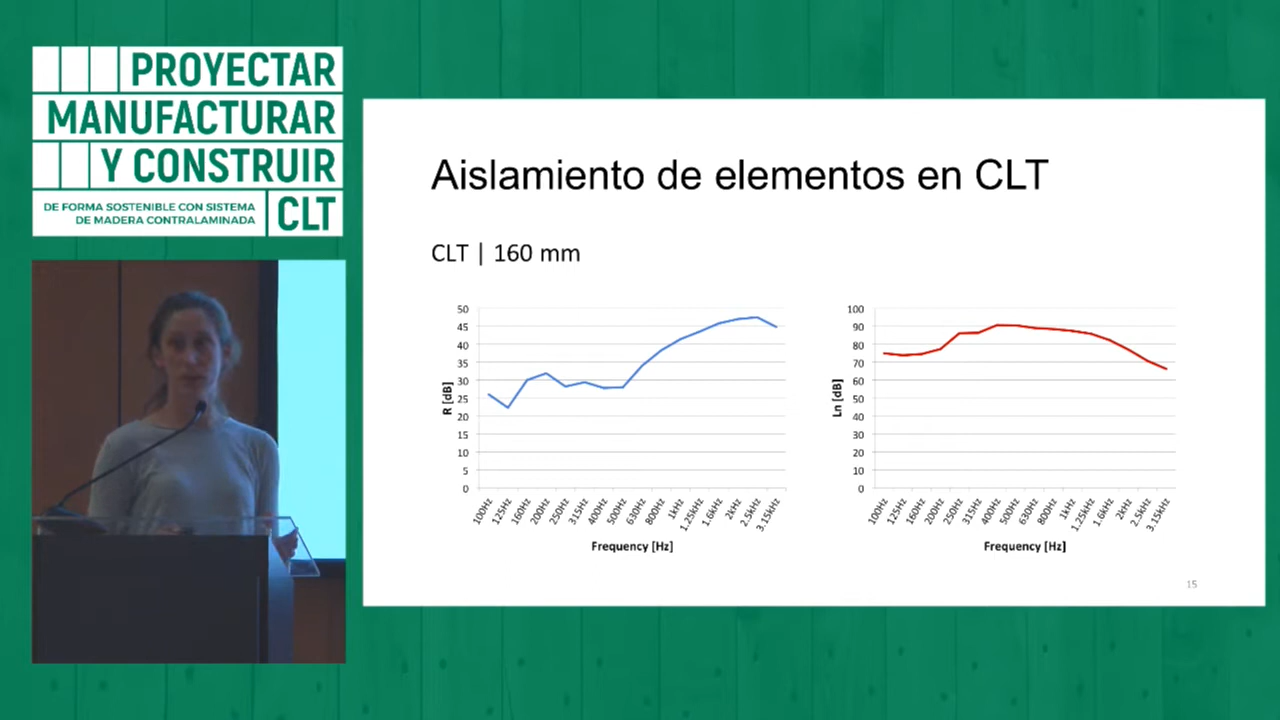 PROYECTAR
MANUFACTURAR
Y CONSTRUIR
DE FORMA SOSTENIBLE CON SISTEMA
DE MADERA CONTRALAMINADA
CLT
Aislamiento de elementos en CLT
CLT | 160 mm
50
45
40
35
30
25
20
15
10
5
0
R [dB]
100Hz
125Hz
160Hz
200Hz
250Hz
315Hz
400Hz
500Hz
630Hz
800Hz
1kHz
1.25kHz
1.6kHz
2kHz
2.5kHz
3.15kHz
Frequency [Hz]
100
90
80
70
60
50
40
30
20
10
0
Ln [dB]
100Hz
125Hz
160Hz
200Hz
250Hz
315Hz
400Hz
500Hz
630Hz
800Hz
1kHz
1.25kHz
1.6kHz
2kHz
2.5kHz
3.15kHz
Frequency [Hz]
15